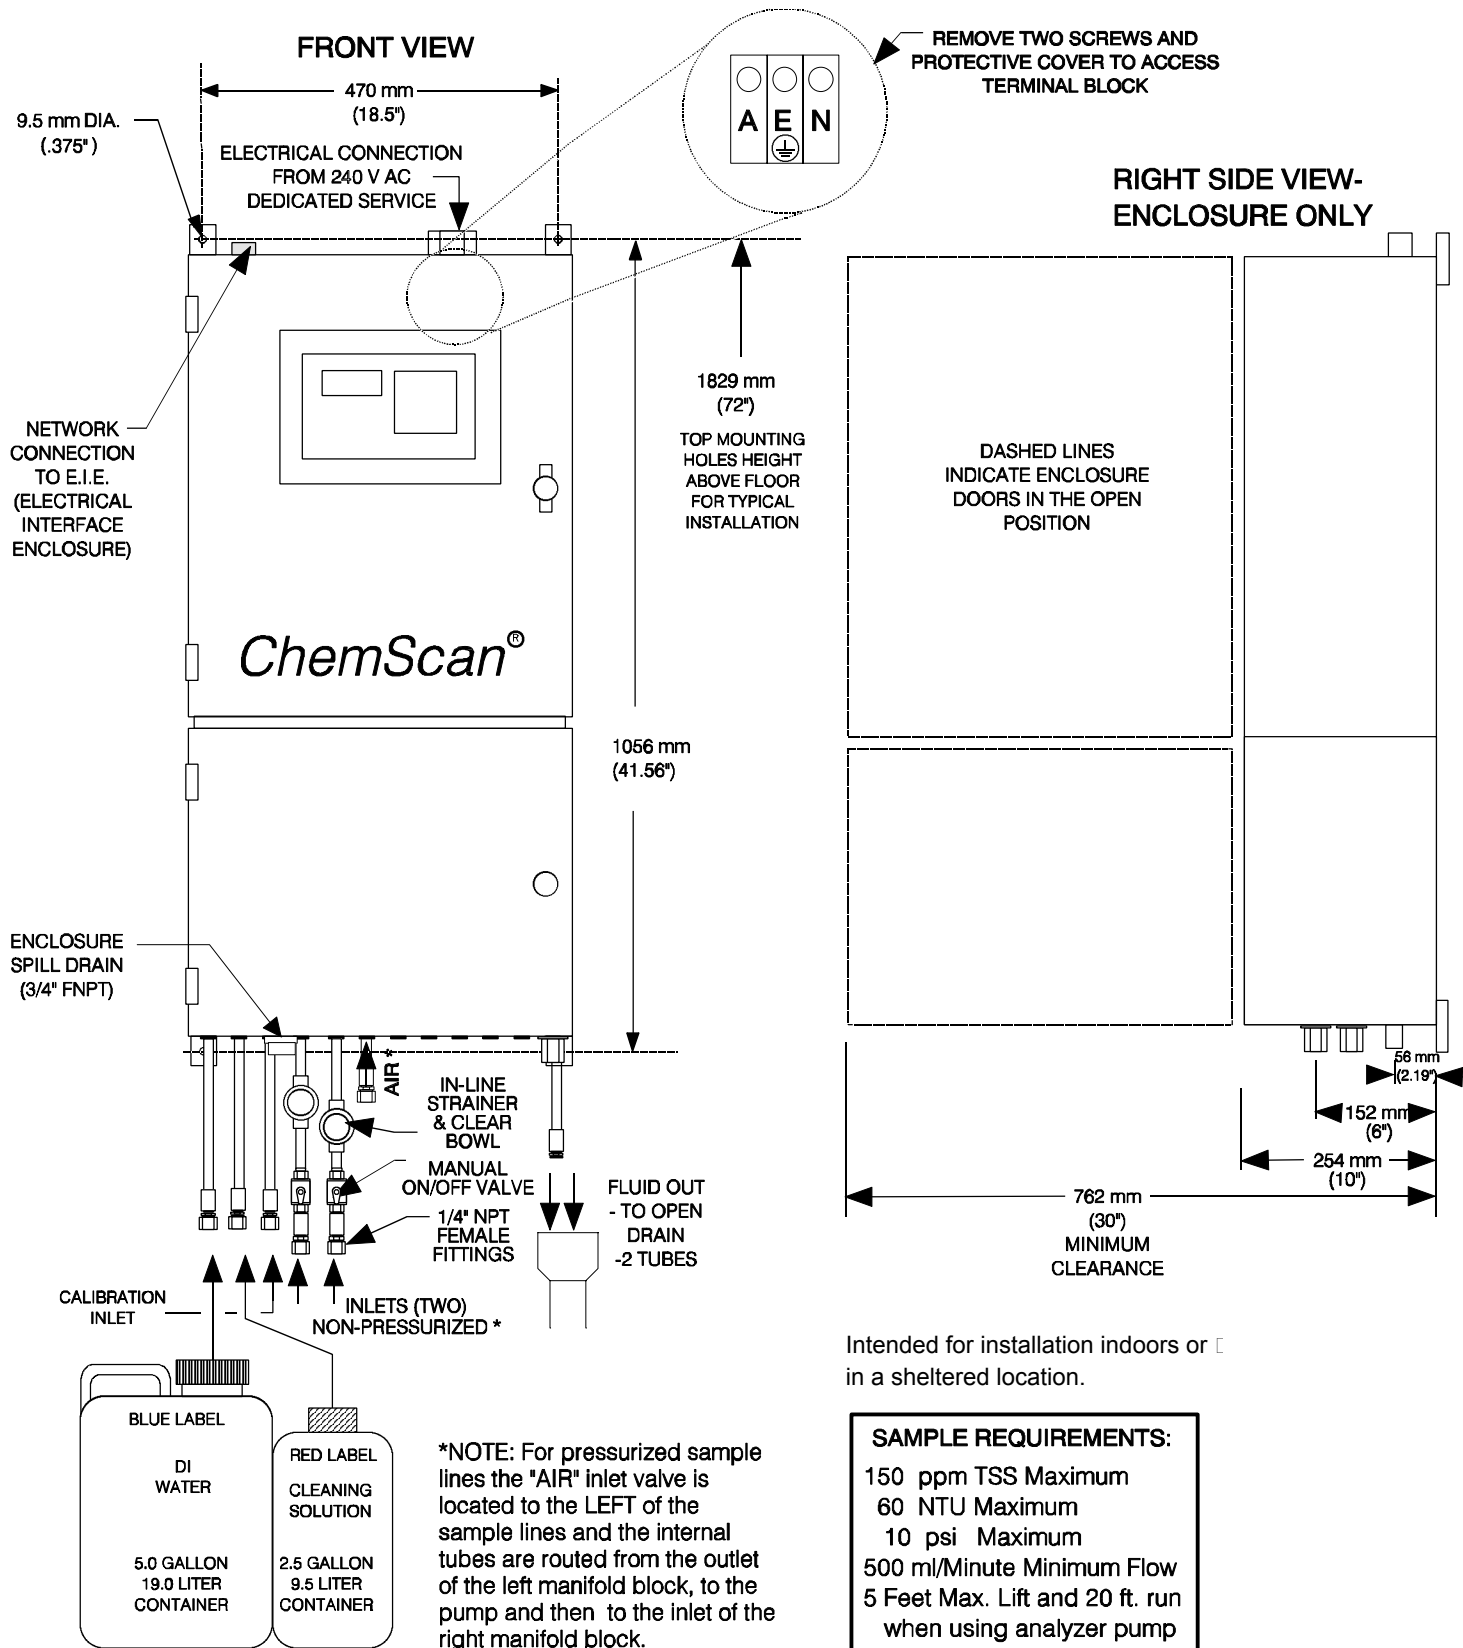 FRONT VIEW
470 mm
(18.5")
9.5 mm DIA.
(.375" )
ELECTRICAL CONNECTION
FROM 240 V AC
DEDICATED SERVICE
A E N
REMOVE TWO SCREWS AND
PROTECTIVE COVER TO ACCESS
TERMINAL BLOCK
RIGHT SIDE VIEW-
ENCLOSURE ONLY
NETWORK
CONNECTION
TO E.I.E.
(ELECTRICAL
INTERFACE
ENCLOSURE)
1829 mm
(72")
TOP MOUNTING
HOLES HEIGHT
ABOVE FLOOR
FOR TYPICAL
INSTALLATION
DASHED LINES
INDICATE ENCLOSURE
DOORS IN THE OPEN
POSITION
ChemScan®
1056 mm
(41.56")
ENCLOSURE
SPILL DRAIN
(3/4" FNPT)
AIR *
IN-LINE
STRAINER
& CLEAR
BOWL
MANUAL
ON/OFF VALVE
1/4" NPT
FEMALE
FITTINGS
FLUID OUT
- TO OPEN
DRAIN
-2 TUBES
56 mm
(2.19")
152 mm
(6")
254 mm
(10")
762 mm
(30")
MINIMUM
CLEARANCE
CALIBRATION
INLET
INLETS (TWO)
NON-PRESSURIZED *
BLUE LABEL
DI
WATER
5.0 GALLON
19.0 LITER
CONTAINER
RED LABEL
CLEANING
SOLUTION
2.5 GALLON
9.5 LITER
CONTAINER
*NOTE: For pressurized sample
lines the "AIR" inlet valve is
located to the LEFT of the
sample lines and the internal
tubes are routed from the outlet
of the left manifold block, to the
pump and then to the inlet of the
right manifold block.
Intended for installation indoors or
in a sheltered location.
SAMPLE REQUIREMENTS:
150 ppm TSS Maximum
60 NTU Maximum
10 psi Maximum
500 ml/Minute Minimum Flow
5 Feet Max. Lift and 20 ft. run
when using analyzer pump